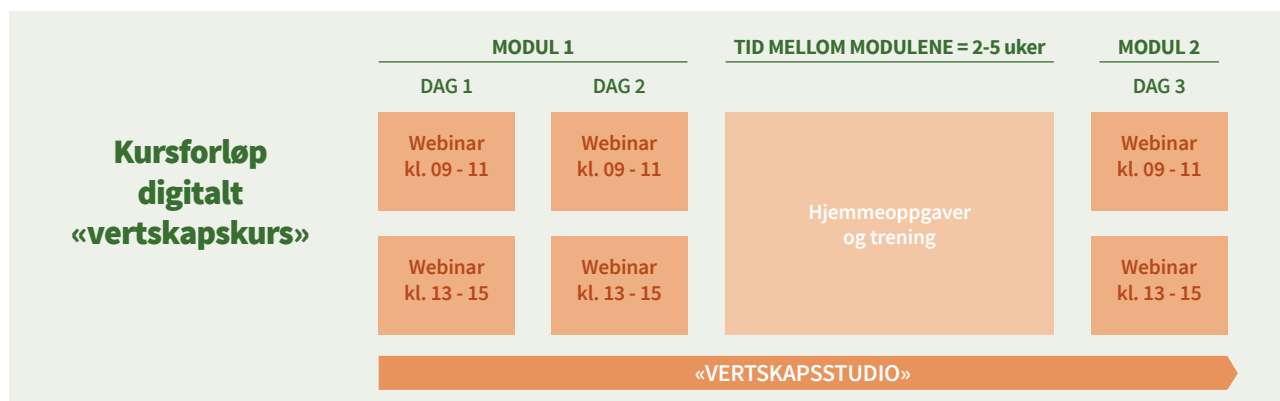 Kursforløp
digitalt
«vertskapskurs»
MODUL 1
DAG 1
DAG 2
Webinar
kl. 09 - 11
Webinar
kl. 09 - 11
Webinar
kl. 13 - 15
Webinar
kl. 13 - 15
TID MELLOM MODULENE = 2-5 uker
Hjemmeoppgaver
og trening
MODUL 2
DAG 3
Webinar
kl. 09 - 11
Webinar
kl. 13 - 15
«VERTSKAPSSTUDIO»